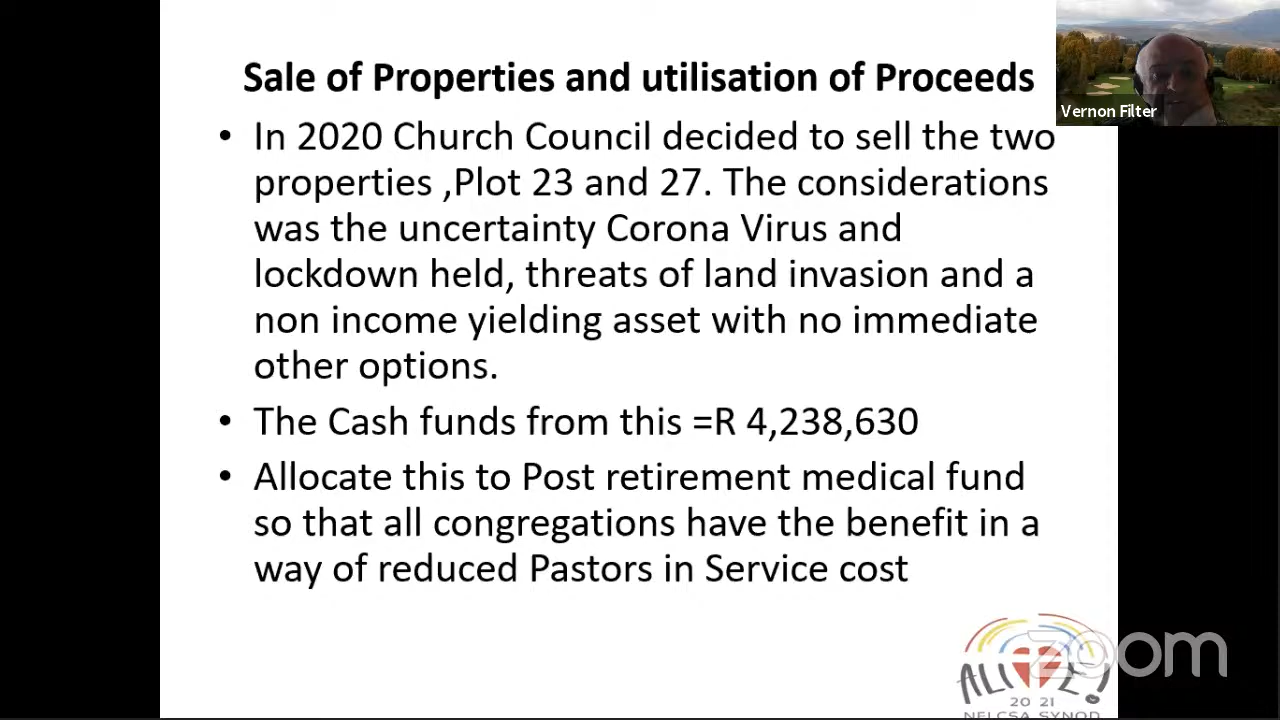 Sale of Properties and utilisation of Proceeds
Vernon Filter
• In 2020 Church Council decided to sell the two
properties ,Plot 23 and 27. The considerations
was the uncertainty Corona Virus and
lockdown held, threats of land invasion and a
non income yielding asset with no immediate
other options.
• The Cash funds from this =R 4,238,630
• Allocate this to Post retirement medical fund
so that all congregations have the benefit in a
way of reduced Pastors in Service cost
zoom
ALIVE!
20 21
NELCSA SYNOD